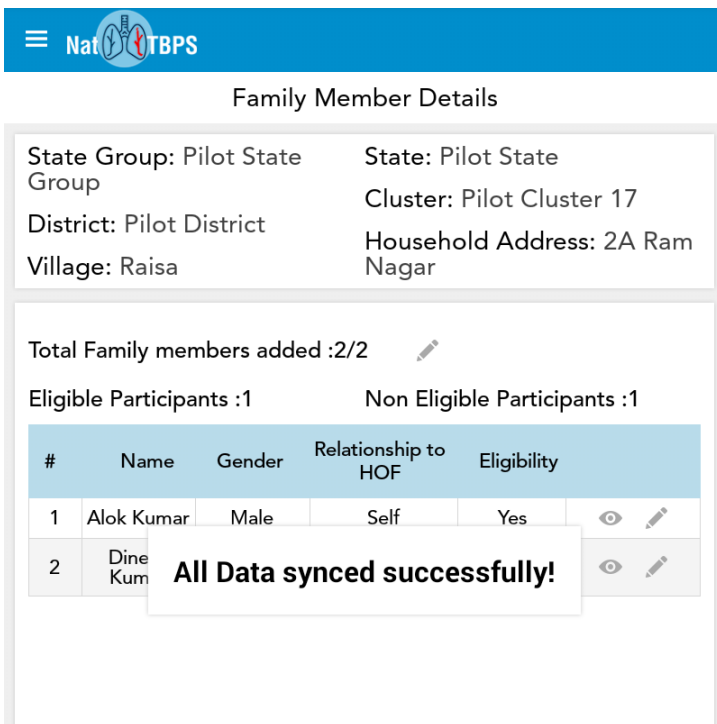 Nat TBPS
Family Member Details
State Group: Pilot State
Group
District: Pilot District
Village: Raisa
State: Pilot State
Cluster: Pilot Cluster 17
Household Address: 2A Ram
Nagar
Total Family members added :2/2
Eligible Participants :1 Non Eligible Participants :1
# Name Gender Relationship to HOF Eligibility
1 Alok Kumar Male Self Yes
2 Dine
Kum
All Data synced successfully!